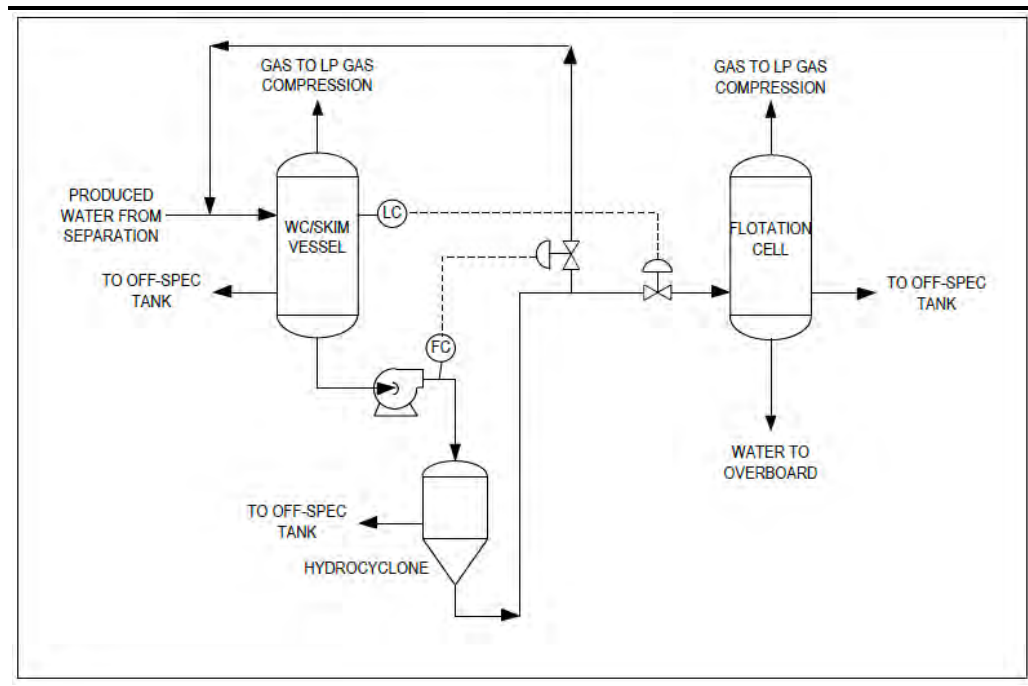 GAS TO LP GAS
COMPRESSION
GAS TO LP GAS
COMPRESSION
PRODUCED
WATER FROM
SEPARATION
WC/SKIM
VESSEL
LC
FLOTATION
CELL
TO OFF-SPEC
TANK
TO OFF-SPEC
TANK
FC
WATER TO
OVERBOARD
TO OFF-SPEC
TANK
HYDROCYCLONE